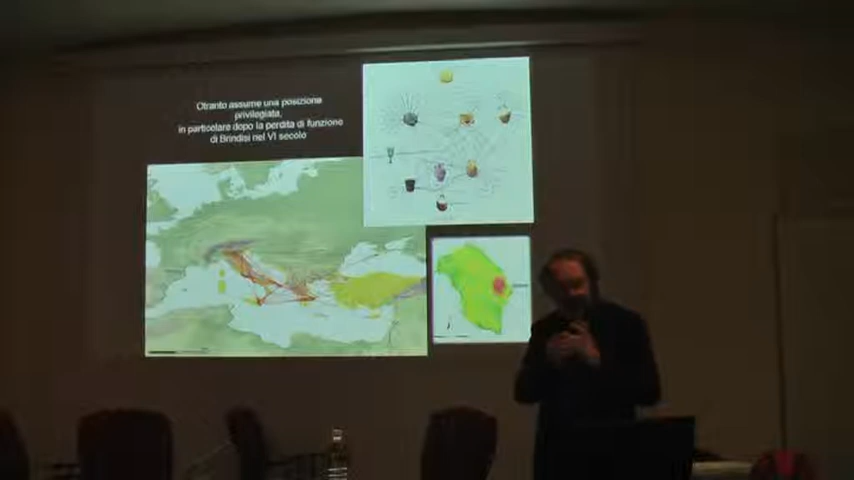 Otranto assume una posizione
privilegiata,
in particolare dopo la perdita di funzione
di Brindisi nel VI secolo